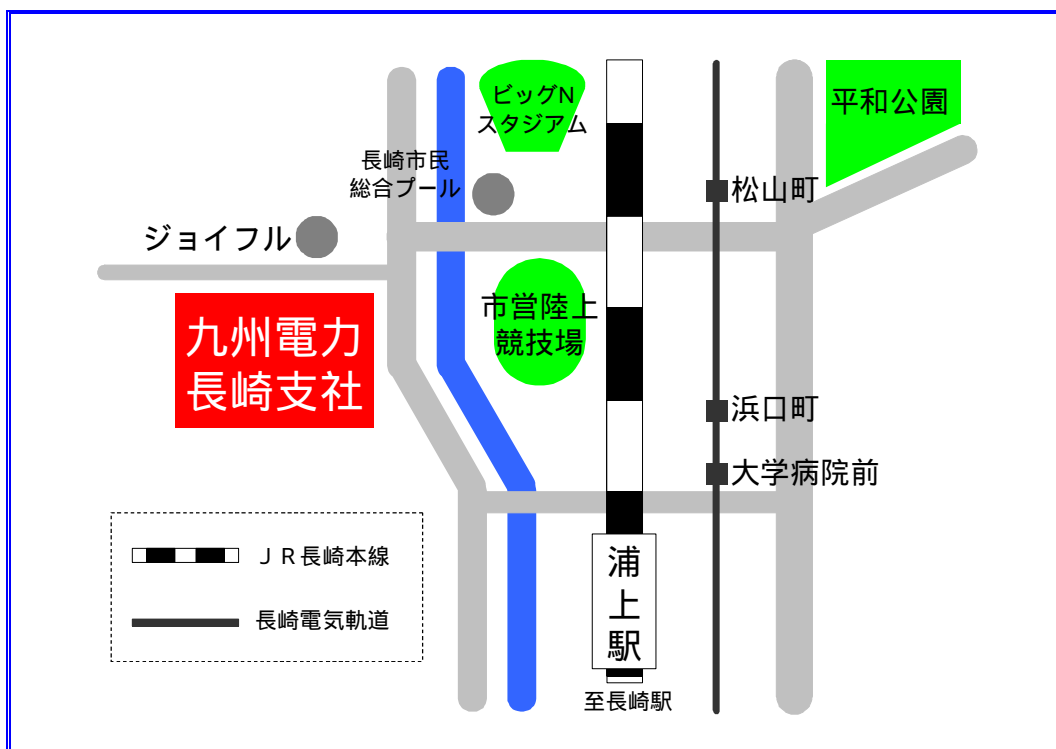 ビッグN
スタジアム
平和公園
長崎市民
総合プール
松山町
ジョイフル
市営陸上
競技場
九州電力
長崎支社
浜口町
大学病院前
ＪＲ長崎本線
長崎電気軌道
浦上駅
至長崎駅